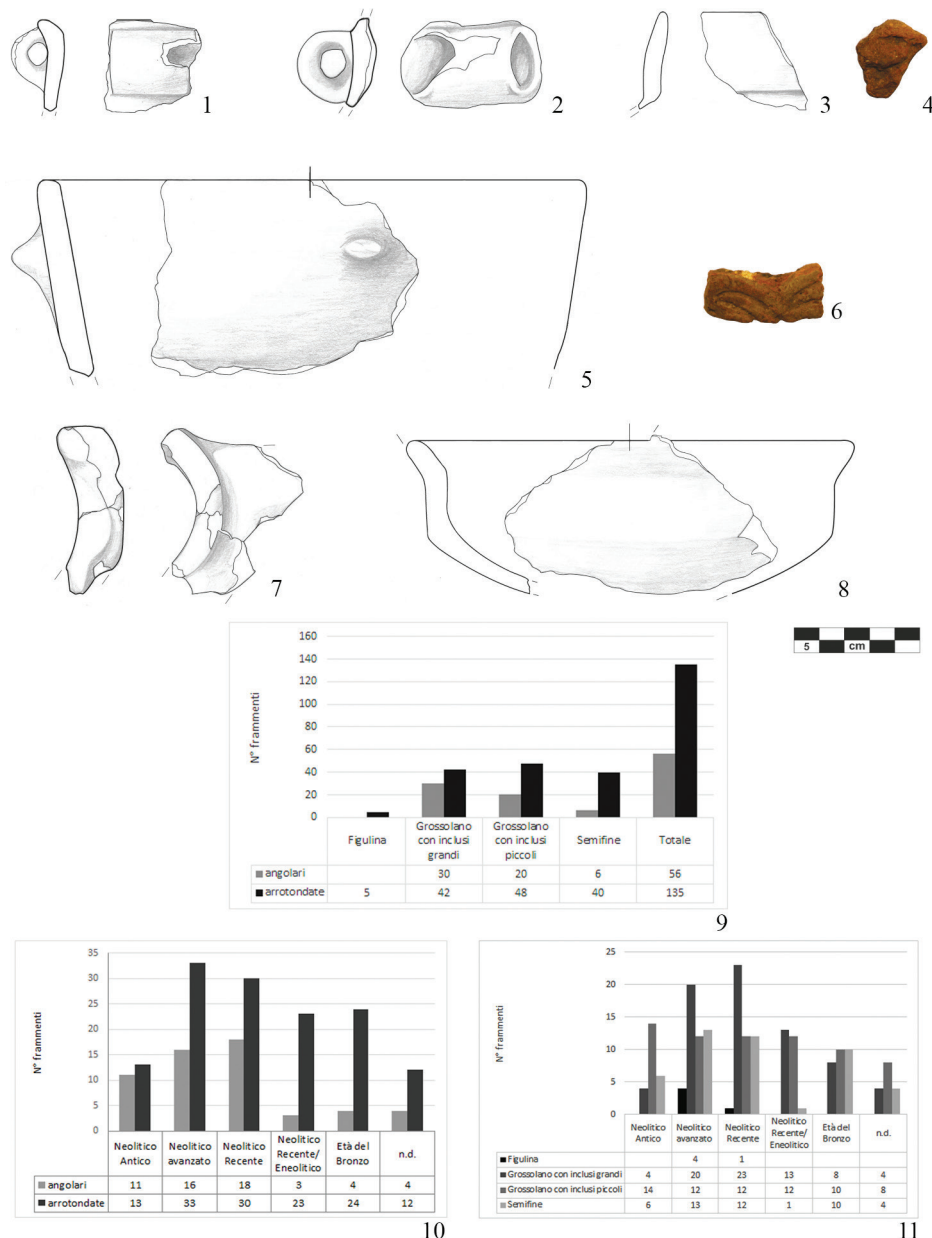 1
2
3
4
5
6
7
8
5 cm
160
140
120
100
80
60
40
20
0
N° frammenti
Figulina
Grossolano con inclusi grandi
Grossolano con inclusi piccoli
Semifine
Totale
angolari 30 20 6 56
arrotondate 5 42 48 40 135
9
35
30
25
20
15
10
5
0
N° frammenti
Neolitico Antico
Neolitico avanzato
Neolitico Recente
Neolitico Recente/ Eneolitico
Età del Bronzo
n.d.
angolari 11 16 18 3 4 4
arrotondate 13 33 30 23 24 12
10
25
20
15
10
5
0
N° frammenti
Neolitico Antico
Neolitico avanzato
Neolitico Recente
Neolitico Recente/ Eneolitico
Età del Bronzo
n.d.
Figulina 4 1
Grossolano con inclusi grandi 4 20 23 13 8 4
Grossolano con inclusi piccoli 14 12 12 12 10 8
Semifine 6 13 12 1 10 4
11